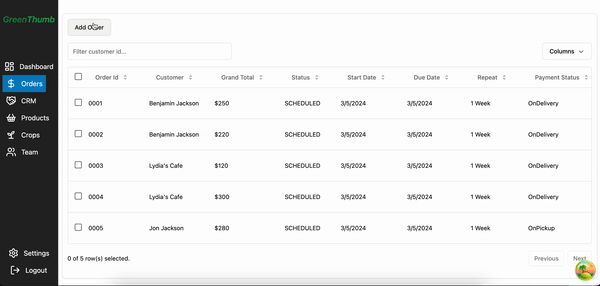 GreenThumb
Dashboard
Orders
CRM
Products
Crops
Team
Settings
Logout
Add Order
Filter customer id...
Columns
Order Id Customer Grand Total Status Start Date Due Date Repeat Payment Status
0001 Benjamin Jackson $250 SCHEDULED 3/5/2024 3/5/2024 1 Week OnDelivery
0002 Benjamin Jackson $220 SCHEDULED 3/5/2024 3/5/2024 1 Week OnDelivery
0003 Lydia's Cafe $120 SCHEDULED 3/5/2024 3/5/2024 1 Week OnDelivery
0004 Lydia's Cafe $300 SCHEDULED 3/5/2024 3/5/2024 1 Week OnDelivery
0005 Jon Jackson $280 SCHEDULED 3/5/2024 3/5/2024 1 Week OnPickup
0 of 5 row(s) selected.
Previous Next